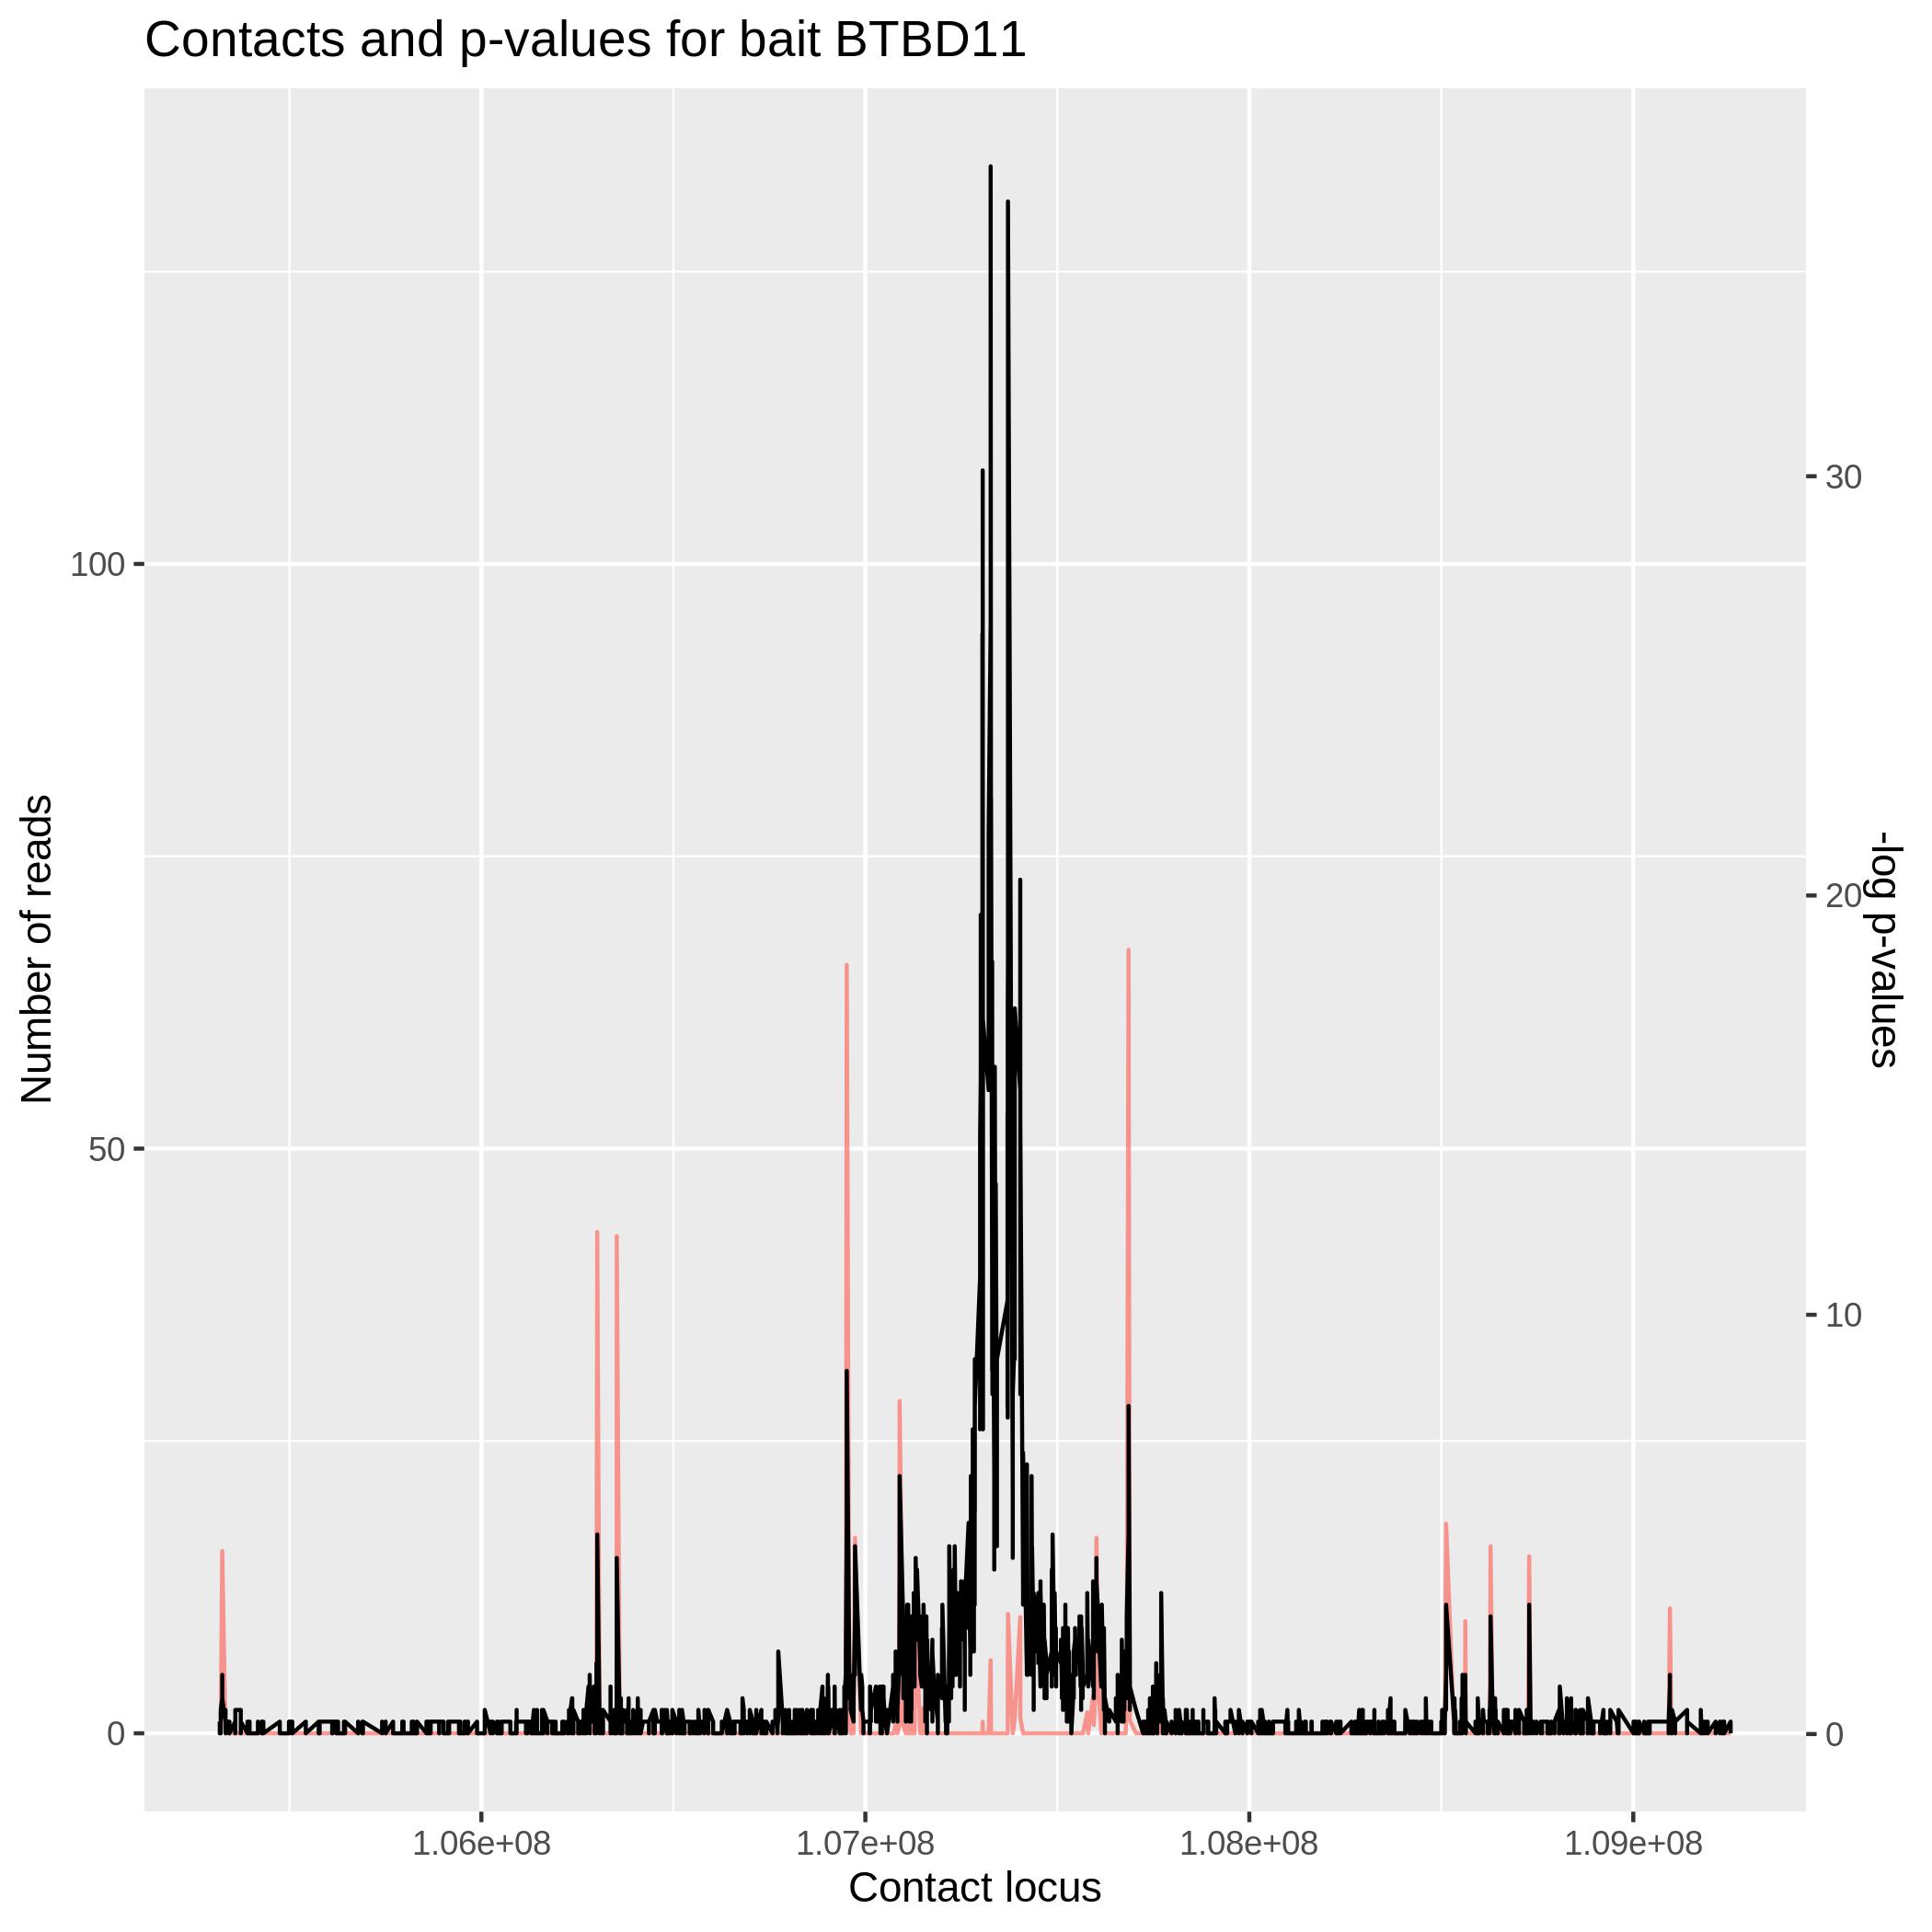 Contacts and p-values for bait BTBD11
Number of reads
100
50
0
30
20
10
0
-log p-values
1.06e+08
1.07e+08
1.08e+08
1.09e+08
Contact locus